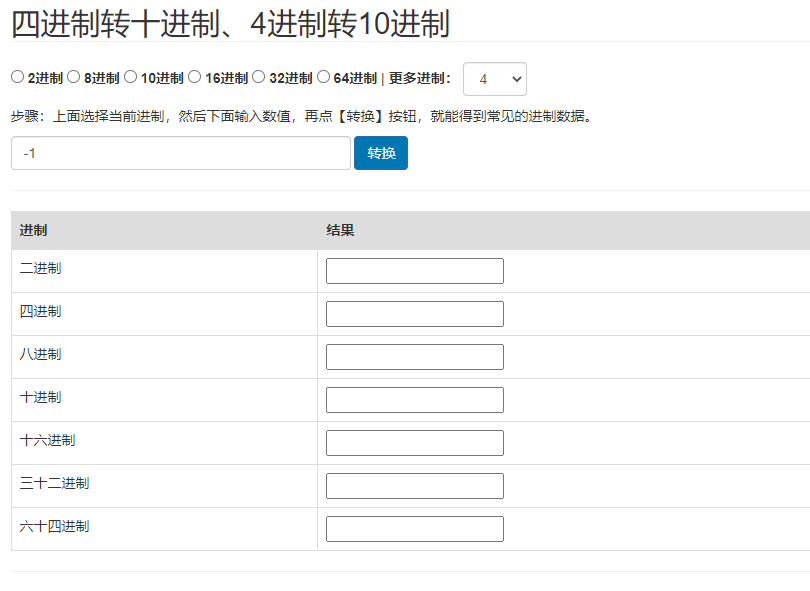 四进制转十进制、4进制转10进制
2进制 8进制 10进制 16进制 32进制 64进制 | 更多进制： 4
步骤：上面选择当前进制，然后下面输入数值，再点【转换】按钮，就能得到常见的进制数据。
-1 转换
进制 结果
二进制
四进制
八进制
十进制
十六进制
三十二进制
六十四进制